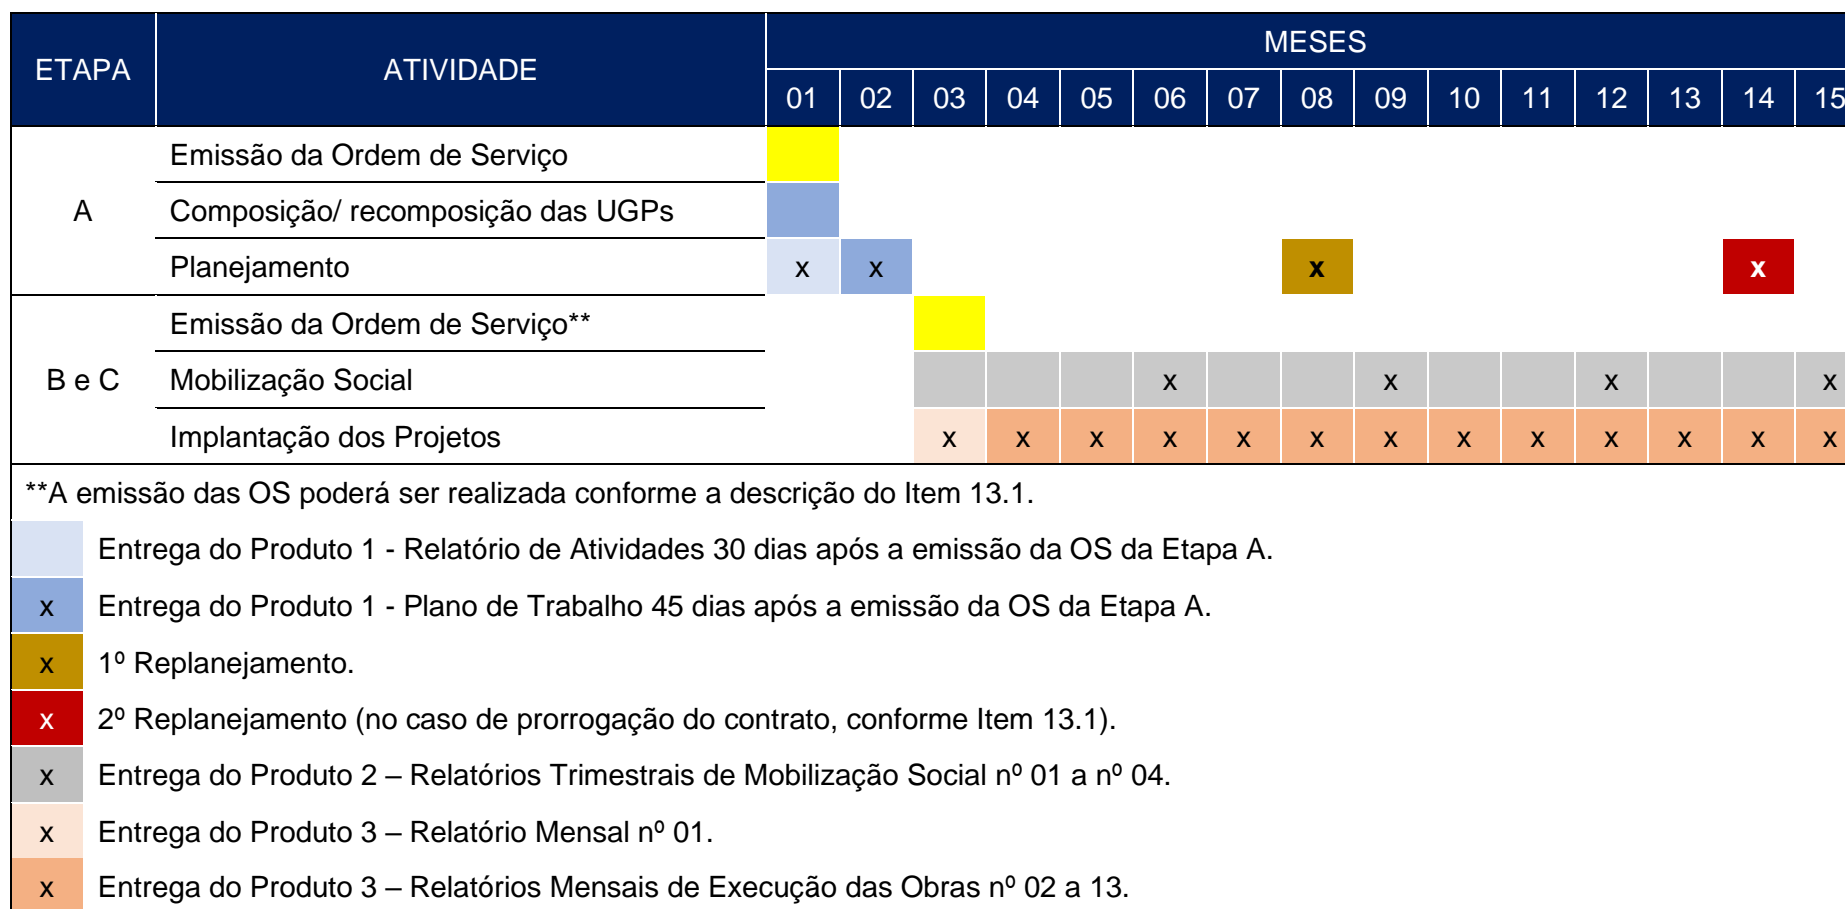 MESES
ETAPA ATIVIDADE
01 02 03 04 05 06 07 08 09 10 11 12 13 14 15
Emissão da Ordem de Serviço
A Composição/ recomposição das UGPs
Planejamento x x x x
Emissão da Ordem de Serviço**
B e C Mobilização Social x x x x
Implantação dos Projetos x x x x x x x x x x x x x
**A emissão das OS poderá ser realizada conforme a descrição do Item 13.1.
Entrega do Produto 1 - Relatório de Atividades 30 dias após a emissão da OS da Etapa A.
x Entrega do Produto 1 - Plano de Trabalho 45 dias após a emissão da OS da Etapa A.
x 1º Replanejamento.
x 2º Replanejamento (no caso de prorrogação do contrato, conforme Item 13.1).
x Entrega do Produto 2 – Relatórios Trimestrais de Mobilização Social nº 01 a nº 04.
x Entrega do Produto 3 – Relatório Mensal nº 01.
x Entrega do Produto 3 – Relatórios Mensais de Execução das Obras nº 02 a 13.